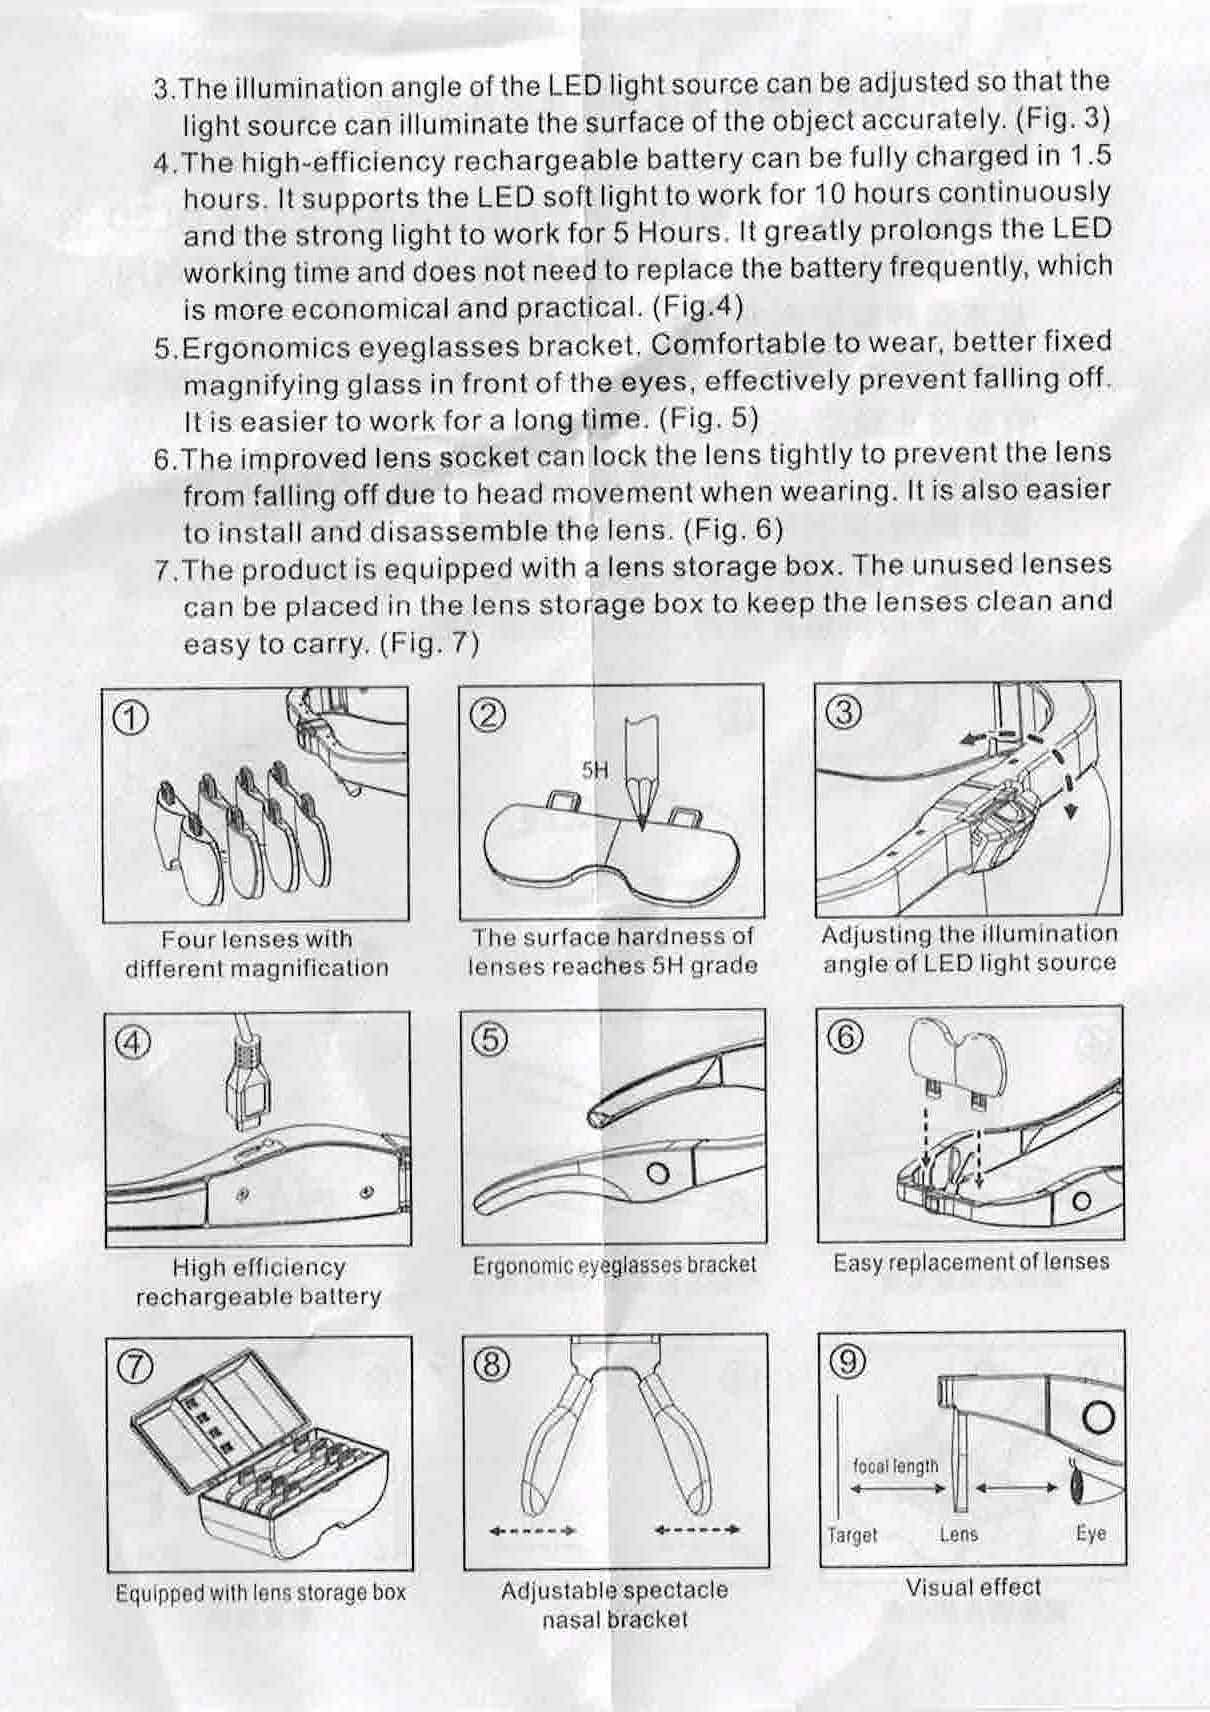 3.The illumination angle of the LED light source can be adjusted so that the
light source can illuminate the surface of the object accurately. (Fig. 3)
4.The high-efficiency rechargeable battery can be fully charged in 1.5
hours. It supports the LED soft light to work for 10 hours continuously
and the strong light to work for 5 Hours. It greatly prolongs the LED
working time and does not need to replace the battery frequently, which
is more economical and practical. (Fig.4)
5.Ergonomics eyeglasses bracket. Comfortable to wear, better fixed
magnifying glass in front of the eyes, effectively prevent falling off.
It is easier to work for a long time. (Fig. 5)
6.The improved lens socket can lock the lens tightly to prevent the lens
from falling off due to head movement when wearing. It is also easier
to install and disassemble the lens. (Fig. 6)
7.The product is equipped with a lens storage box. The unused lenses
can be placed in the lens storage box to keep the lenses clean and
easy to carry. (Fig. 7)
①
Four lenses with
different magnification
②
5H
The surface hardness of
lenses reaches 5H grade
③
Adjusting the illumination
angle of LED light source
④
High efficiency
rechargeable battery
⑤
Ergonomic eyeglasses bracket
⑥
Easy replacement of lenses
⑦
Equipped with lens storage box
⑧
Adjustable spectacle
nasal bracket
⑨
focal length
Target Lens Eye
Visual effect